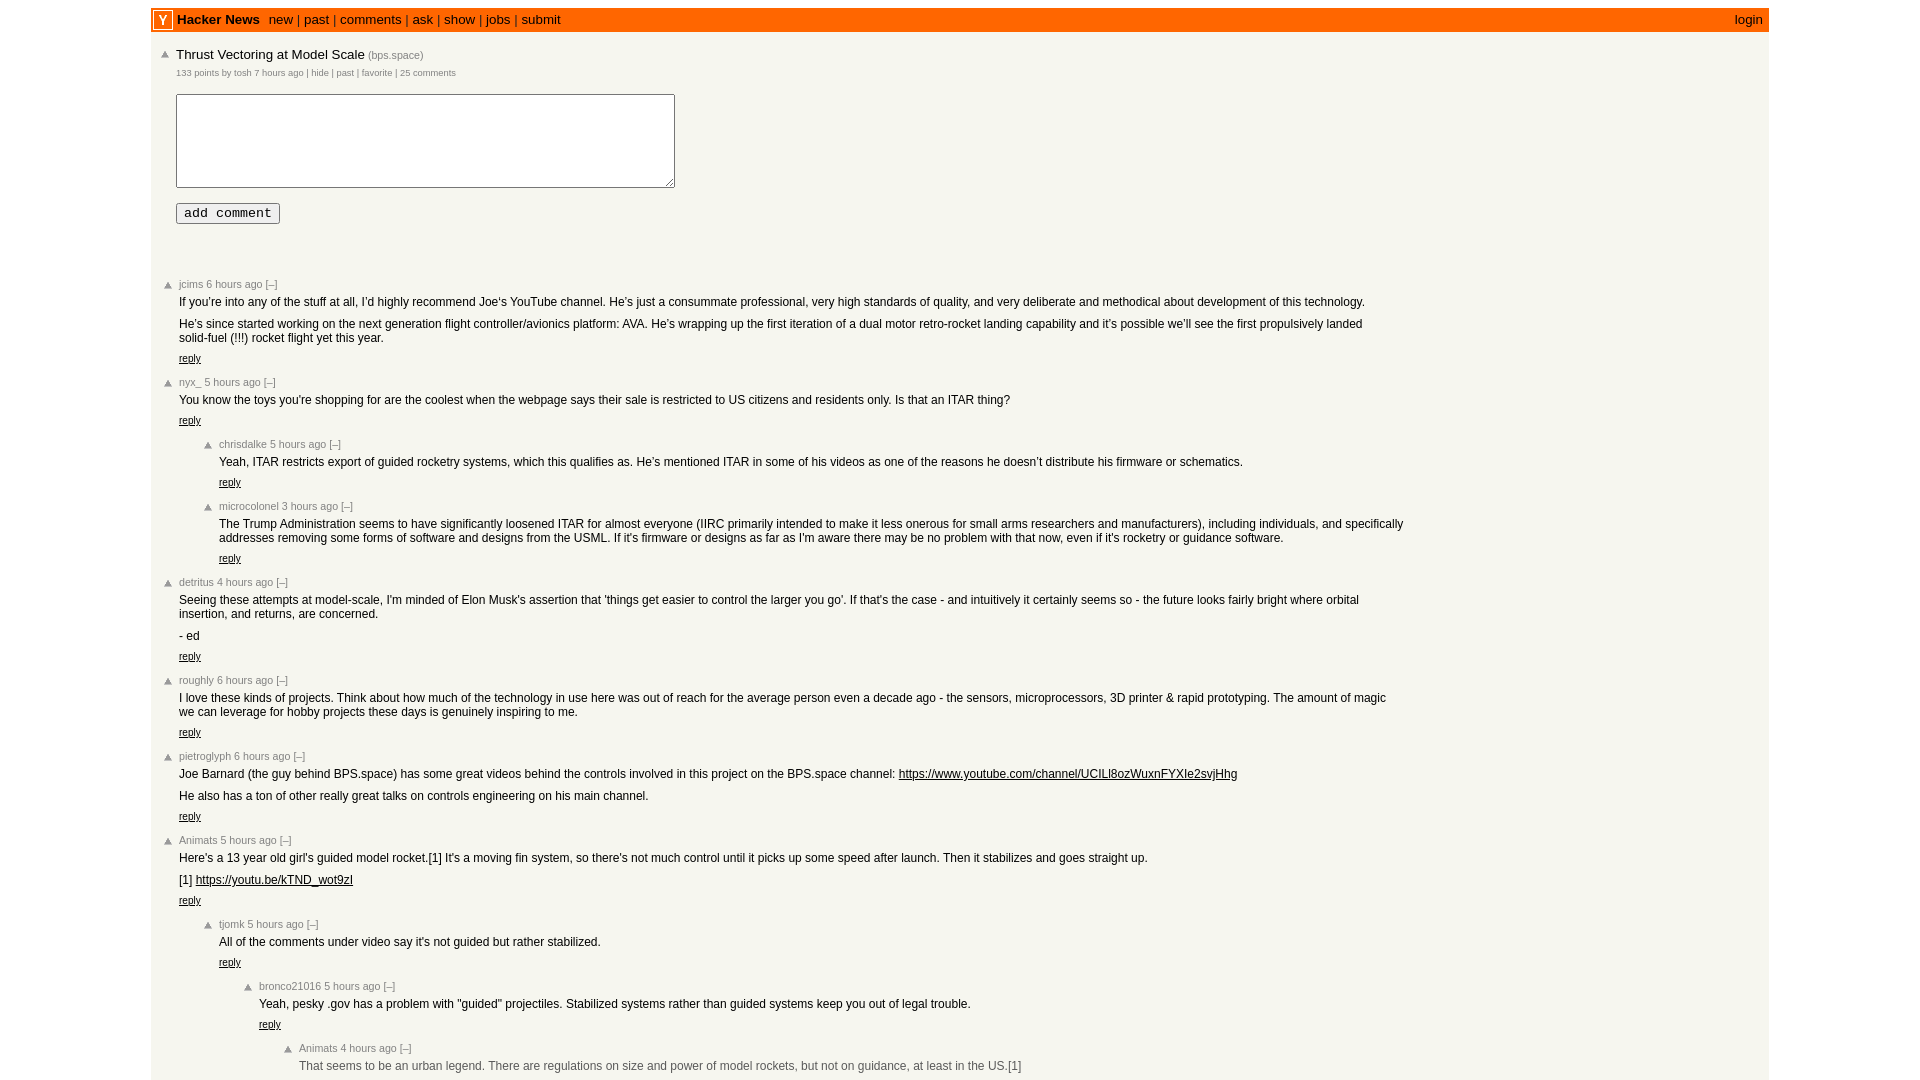 Y Hacker News new | past | comments | ask | show | jobs | submit login
Thrust Vectoring at Model Scale (bps.space)
133 points by tosh 7 hours ago | hide | past | favorite | 25 comments
add comment
jcims 6 hours ago [–]
If you’re into any of the stuff at all, I’d highly recommend Joe‘s YouTube channel. He’s just a consummate professional, very high standards of quality, and very deliberate and methodical about development of this technology.
He’s since started working on the next generation flight controller/avionics platform: AVA. He’s wrapping up the first iteration of a dual motor retro-rocket landing capability and it’s possible we’ll see the first propulsively landed
solid-fuel (!!!) rocket flight yet this year.
reply
nyx_ 5 hours ago [–]
You know the toys you're shopping for are the coolest when the webpage says their sale is restricted to US citizens and residents only. Is that an ITAR thing?
reply
chrisdalke 5 hours ago [–]
Yeah, ITAR restricts export of guided rocketry systems, which this qualifies as. He’s mentioned ITAR in some of his videos as one of the reasons he doesn’t distribute his firmware or schematics.
reply
microcolonel 3 hours ago [–]
The Trump Administration seems to have significantly loosened ITAR for almost everyone (IIRC primarily intended to make it less onerous for small arms researchers and manufacturers), including individuals, and specifically
addresses removing some forms of software and designs from the USML. If it's firmware or designs as far as I'm aware there may be no problem with that now, even if it's rocketry or guidance software.
reply
detritus 4 hours ago [–]
Seeing these attempts at model-scale, I'm minded of Elon Musk's assertion that 'things get easier to control the larger you go'. If that's the case - and intuitively it certainly seems so - the future looks fairly bright where orbital
insertion, and returns, are concerned.
- ed
reply
roughly 6 hours ago [–]
I love these kinds of projects. Think about how much of the technology in use here was out of reach for the average person even a decade ago - the sensors, microprocessors, 3D printer & rapid prototyping. The amount of magic
we can leverage for hobby projects these days is genuinely inspiring to me.
reply
pietroglyph 6 hours ago [–]
Joe Barnard (the guy behind BPS.space) has some great videos behind the controls involved in this project on the BPS.space channel: https://www.youtube.com/channel/UCILl8ozWuxnFYXIe2svjHhg
He also has a ton of other really great talks on controls engineering on his main channel.
reply
Animats 5 hours ago [–]
Here's a 13 year old girl's guided model rocket.[1] It's a moving fin system, so there's not much control until it picks up some speed after launch. Then it stabilizes and goes straight up.
[1] https://youtu.be/kTND_wot9zI
reply
tjomk 5 hours ago [–]
All of the comments under video say it's not guided but rather stabilized.
reply
bronco21016 5 hours ago [–]
Yeah, pesky .gov has a problem with "guided" projectiles. Stabilized systems rather than guided systems keep you out of legal trouble.
reply
Animats 4 hours ago [–]
That seems to be an urban legend. There are regulations on size and power of model rockets, but not on guidance, at least in the US.[1]